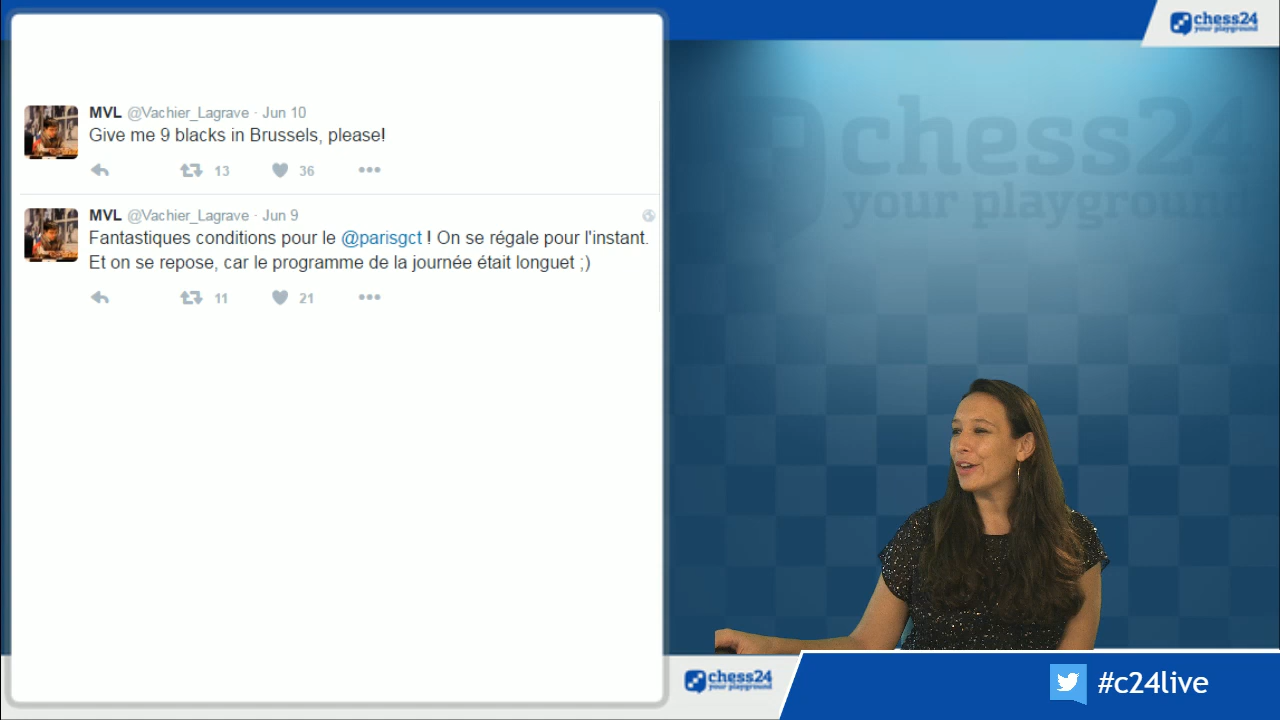 chess24
your playground
chess24
your playground
MVL @Vachier_Lagrave · Jun 10
Give me 9 blacks in Brussels, please!
13 36
MVL @Vachier_Lagrave · Jun 9
Fantastiques conditions pour le @parisgct ! On se régale pour l'instant.
Et on se repose, car le programme de la journée était longuet ;)
11 21
chess24
your playground
#c24live